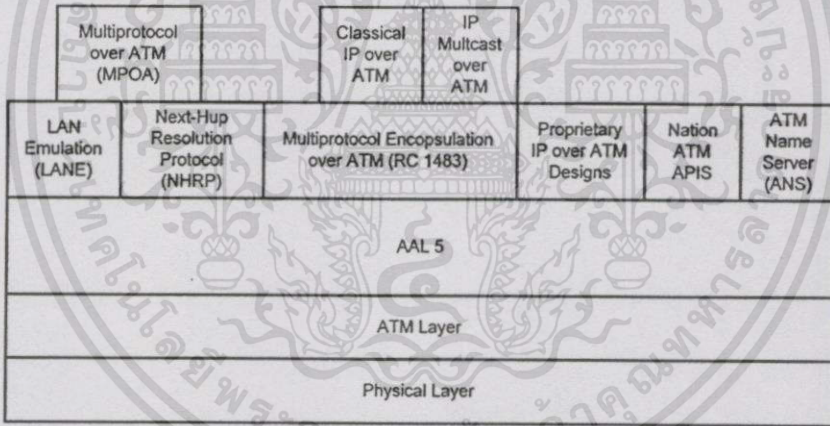 Multiprotocol
over ATM
(MPOA)
Classical
IP over
ATM
IP
Multcast
over
ATM
LAN
Emulation
(LANE)
Next-Hup
Resolution
Protocol
(NHRP)
Multiprotocol Encopsulation
over ATM (RC 1483)
Proprietary
IP over ATM
Designs
Nation
ATM
APIS
ATM
Name
Server
(ANS)
AAL 5
ATM Layer
Physical Layer